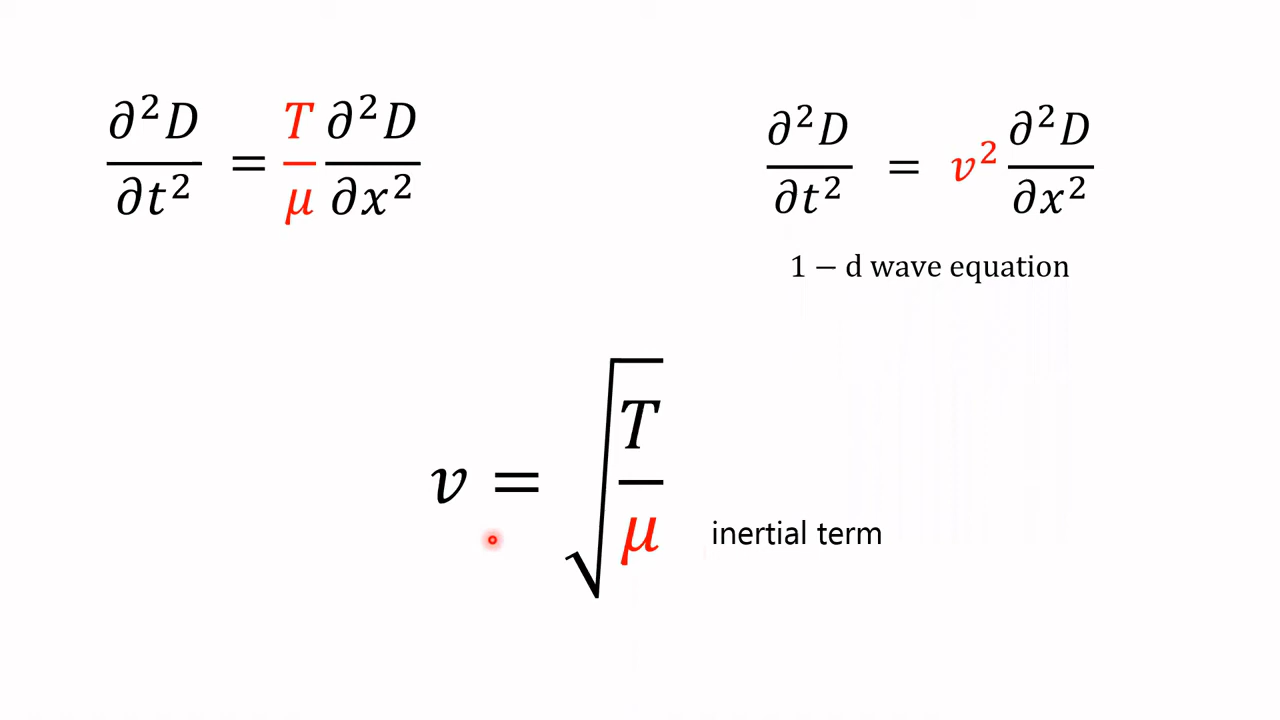 ∂²D/∂t² = T/μ ∂²D/∂x²
∂²D/∂t² = v² ∂²D/∂x²
1 − d wave equation
v = √(T/μ)
inertial term